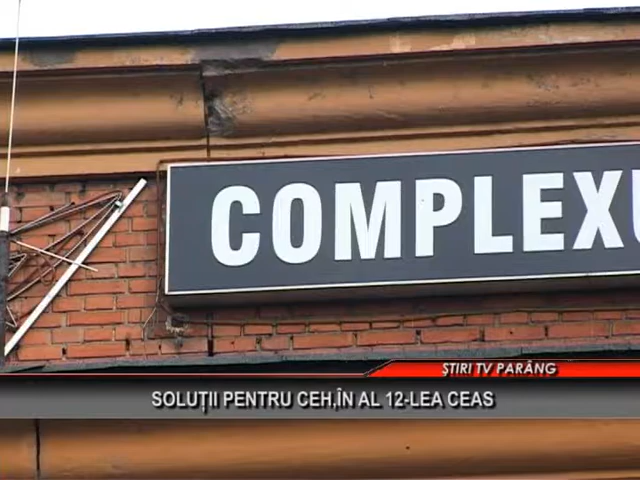 COMPLEXU
ȘTIRI TV PARÂNG
SOLUȚII PENTRU CEH,ÎN AL 12-LEA CEAS